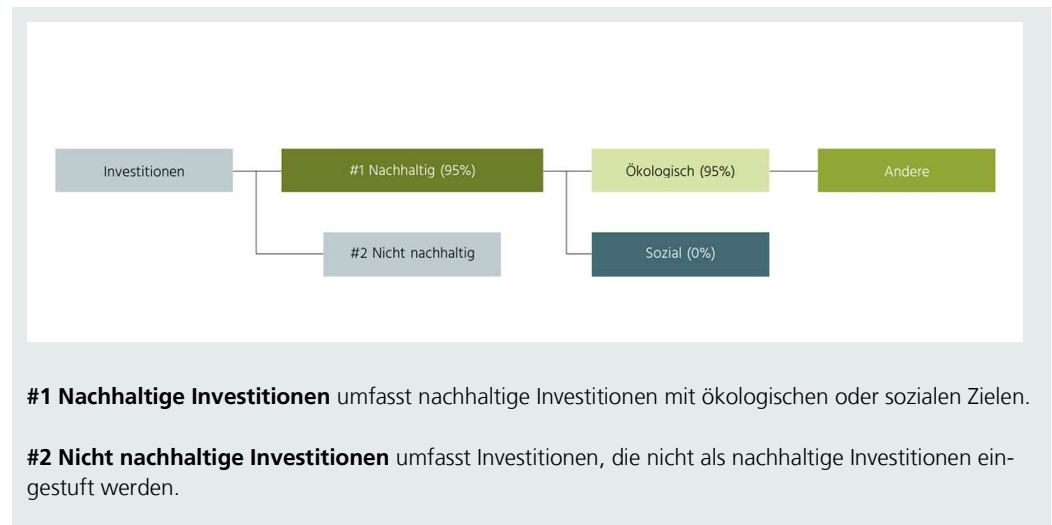 Investitionen
#1 Nachhaltig (95%)
Ökologisch (95%)
Andere
#2 Nicht nachhaltig
Sozial (0%)
#1 Nachhaltige Investitionen umfasst nachhaltige Investitionen mit ökologischen oder sozialen Zielen.
#2 Nicht nachhaltige Investitionen umfasst Investitionen, die nicht als nachhaltige Investitionen ein-
gestuft werden.